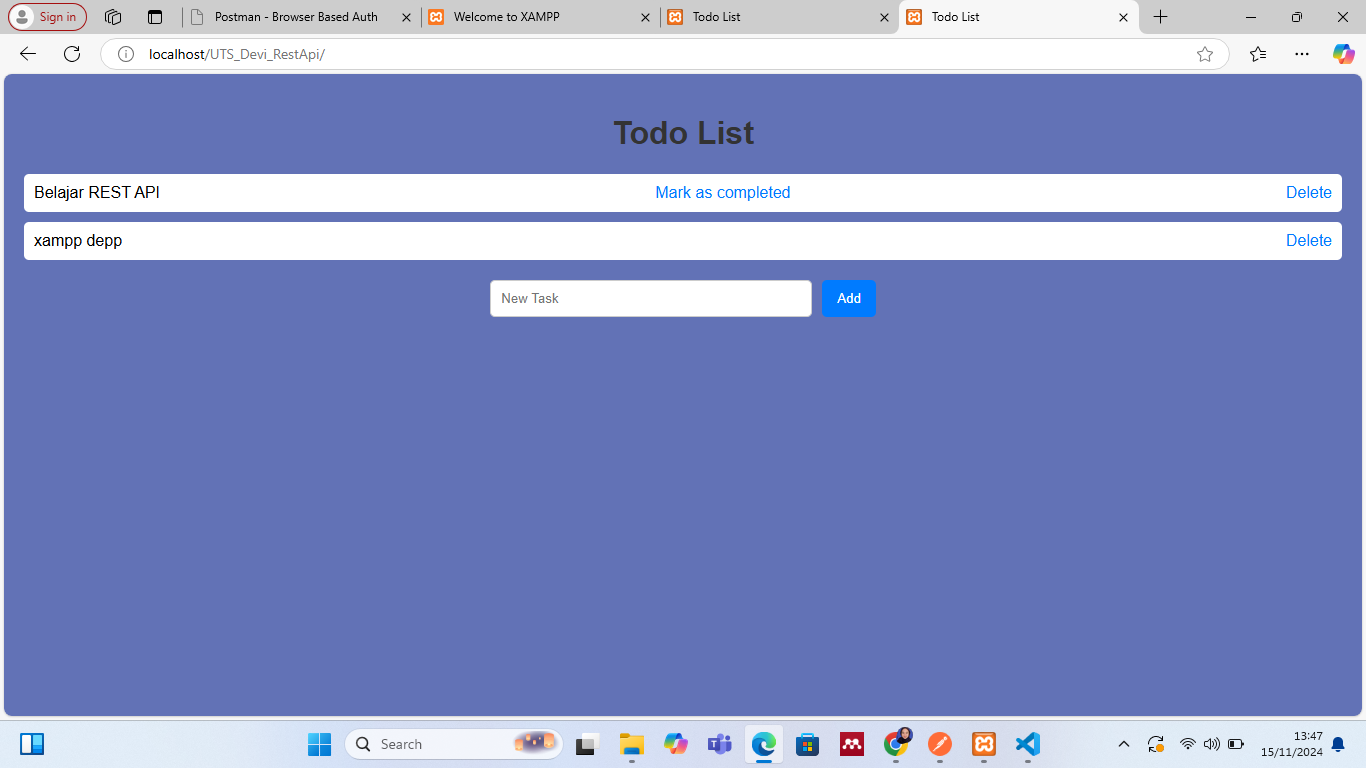 Sign in
Postman - Browser Based Auth
Welcome to XAMPP
Todo List
Todo List
localhost/UTS_Devi_RestApi/
Todo List
Belajar REST API Mark as completed Delete
xampp depp Delete
New Task Add
Search
13:47
15/11/2024